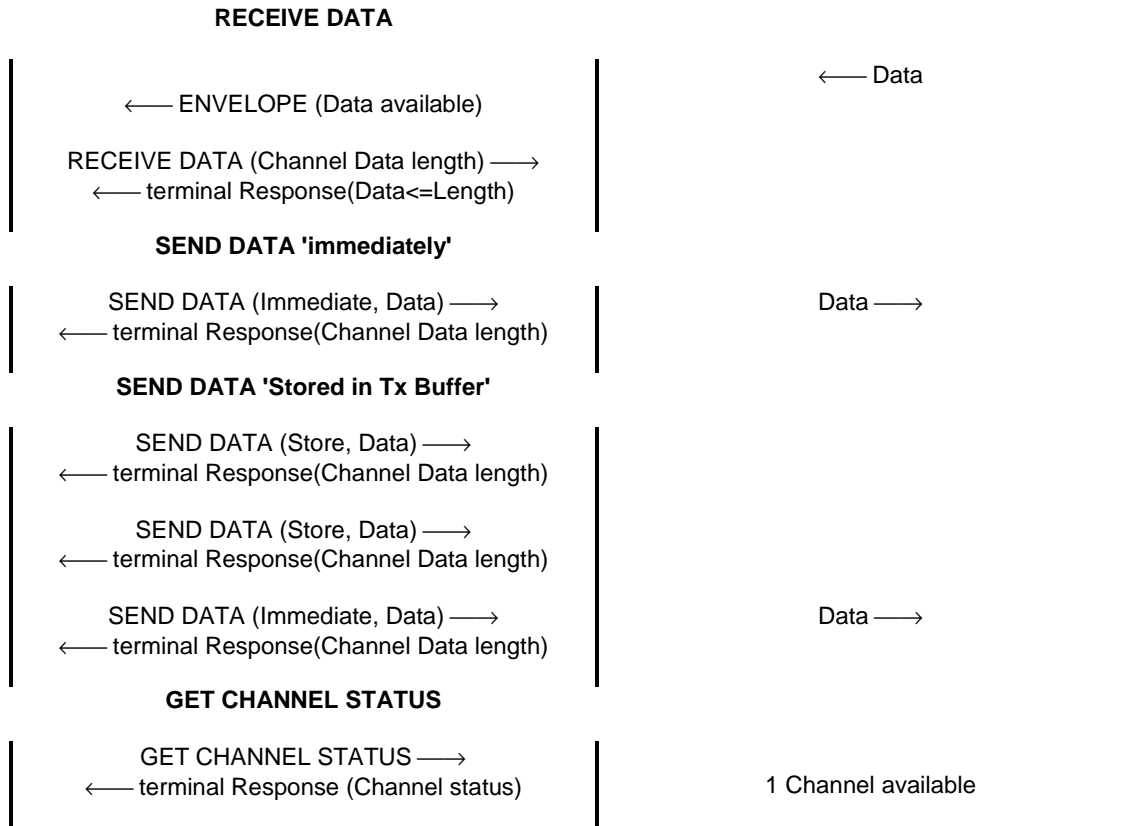 RECEIVE DATA
⟵ Data
⟵ ENVELOPE (Data available)
RECEIVE DATA (Channel Data length) ⟶
⟵ terminal Response(Data<=Length)
SEND DATA 'immediately'
SEND DATA (Immediate, Data) ⟶ Data ⟶
⟵ terminal Response(Channel Data length)
SEND DATA 'Stored in Tx Buffer'
SEND DATA (Store, Data) ⟶
⟵ terminal Response(Channel Data length)
SEND DATA (Store, Data) ⟶
⟵ terminal Response(Channel Data length)
SEND DATA (Immediate, Data) ⟶ Data ⟶
⟵ terminal Response(Channel Data length)
GET CHANNEL STATUS
GET CHANNEL STATUS ⟶
⟵ terminal Response (Channel status) 1 Channel available